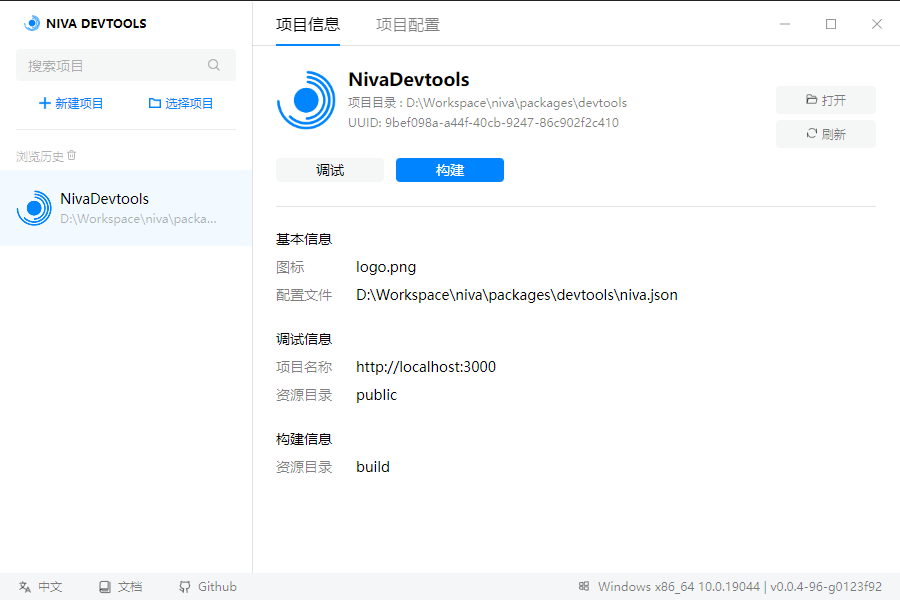 NIVA DEVTOOLS
搜索项目
新建项目 选择项目
浏览历史
NivaDevtools
D:\Workspace\niva\packa...
项目信息 项目配置
NivaDevtools
项目目录 : D:\Workspace\niva\packages\devtools
UUID: 9bef098a-a44f-40cb-9247-86c902f2c410
打开
刷新
调试 构建
基本信息
图标 logo.png
配置文件 D:\Workspace\niva\packages\devtools\niva.json
调试信息
项目名称 http://localhost:3000
资源目录 public
构建信息
资源目录 build
中文 文档 Github
Windows x86_64 10.0.19044 | v0.0.4-96-g0123f92